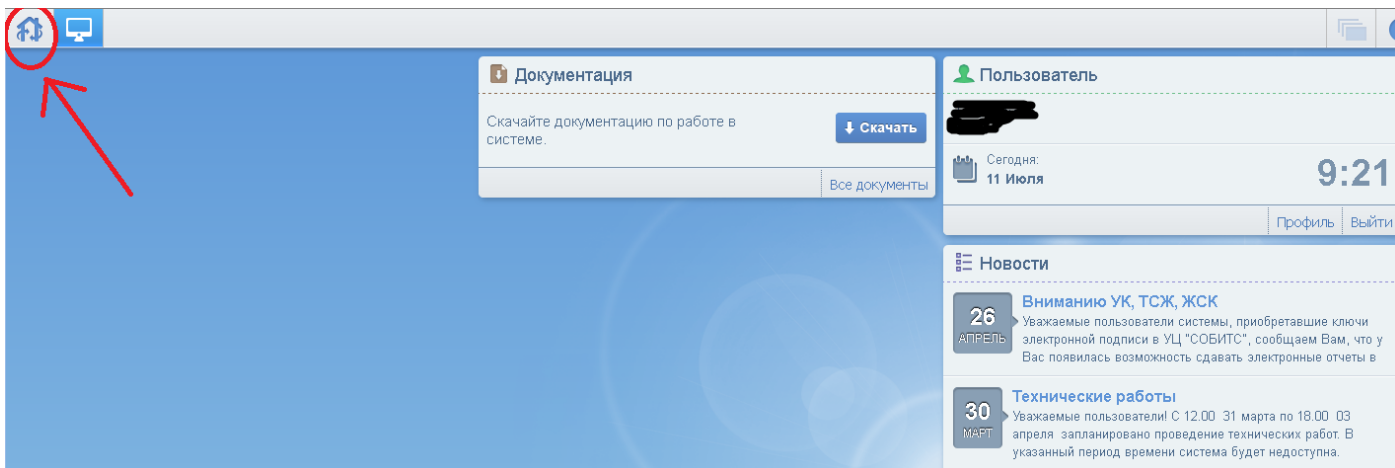 Документация
Скачайте документацию по работе в
системе.
Скачать
Все документы
Пользователь
Сегодня:
11 Июля
9:21
Профиль
Выйти
Новости
26
АПРЕЛЬ
Вниманию УК, ТСЖ, ЖСК
Уважаемые пользователи системы, приобретавшие ключи
электронной подписи в УЦ "СОБИТС", сообщаем Вам, что у
Вас появилась возможность сдавать электронные отчеты в
30
МАРТ
Технические работы
Уважаемые пользователи! С 12.00 31 марта по 18.00 03
апреля запланировано проведение технических работ. В
указанный период времени система будет недоступна.